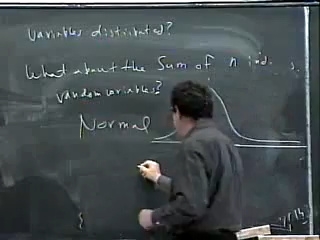 variables distributed?
What about the Sum of n ind
random variables?
Normal